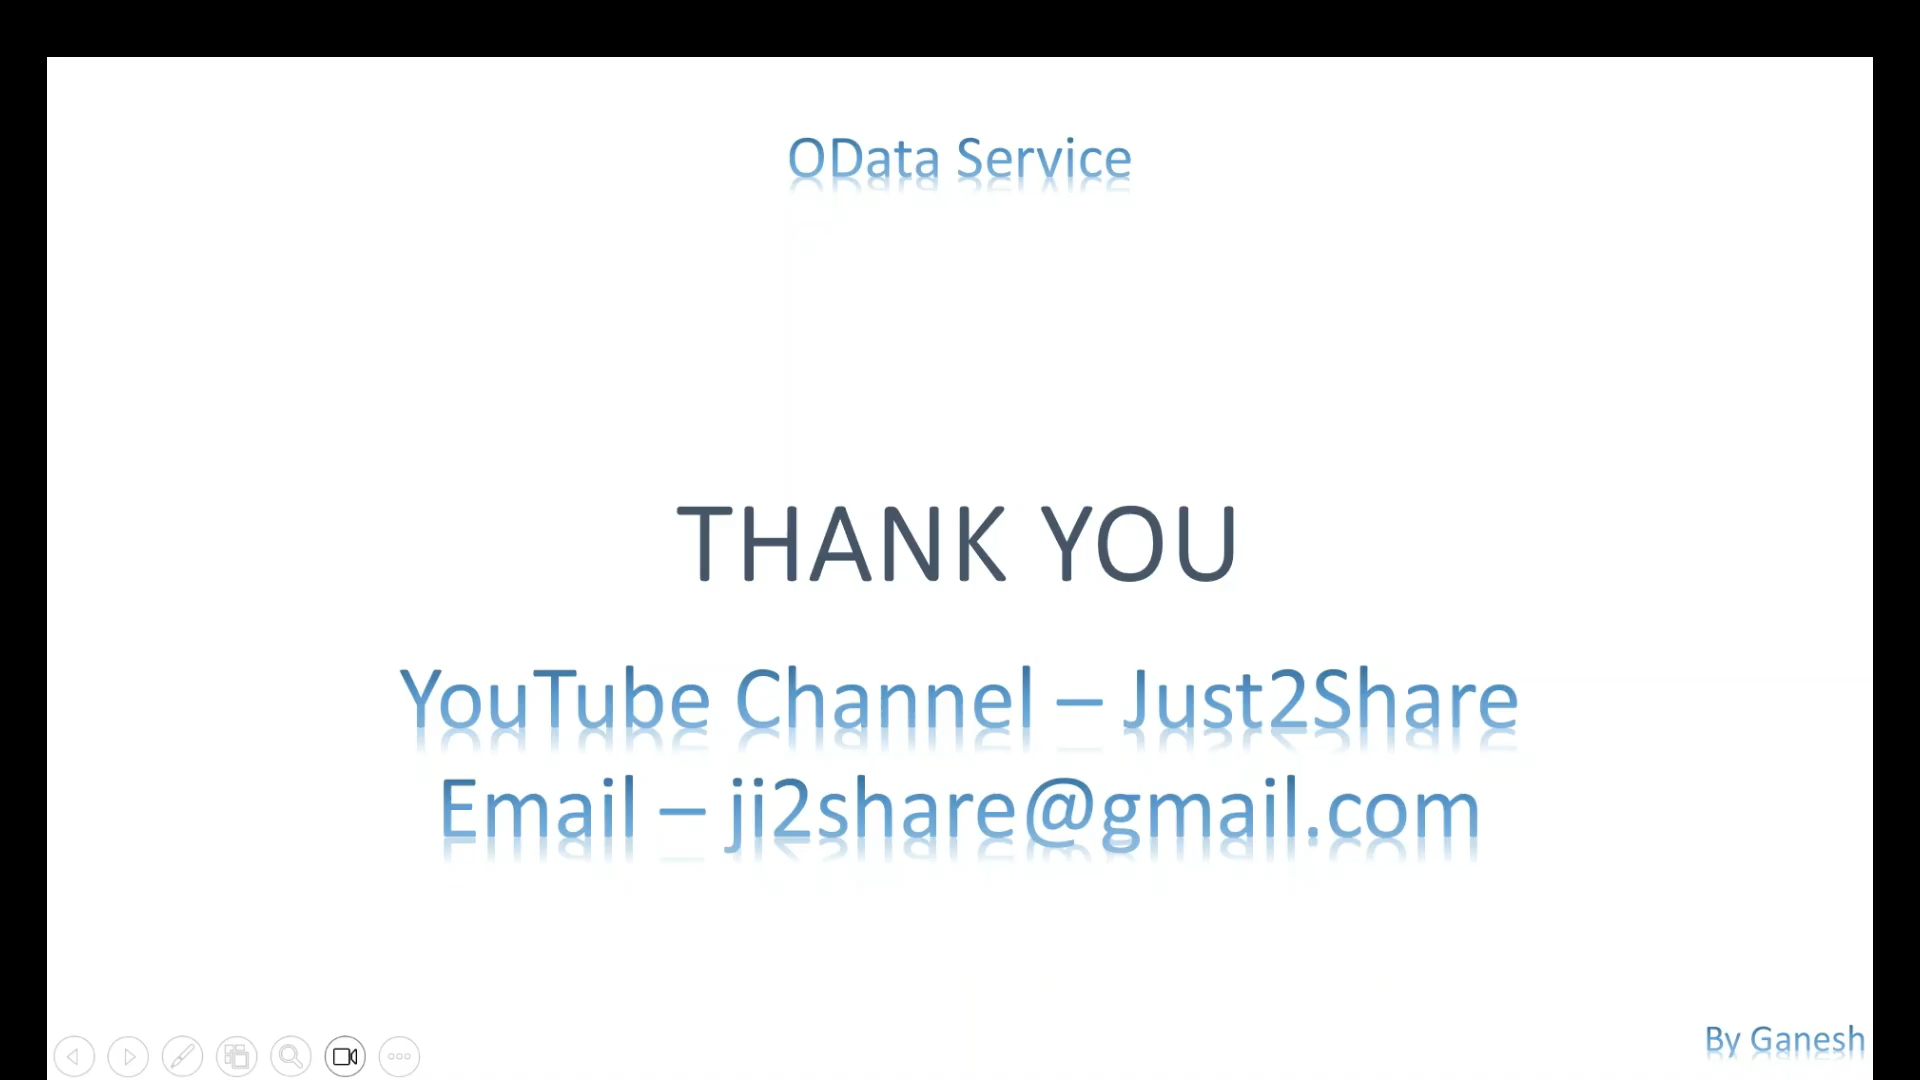 OData Service
THANK YOU
YouTube Channel – Just2Share
Email – ji2share@gmail.com
By Ganesh